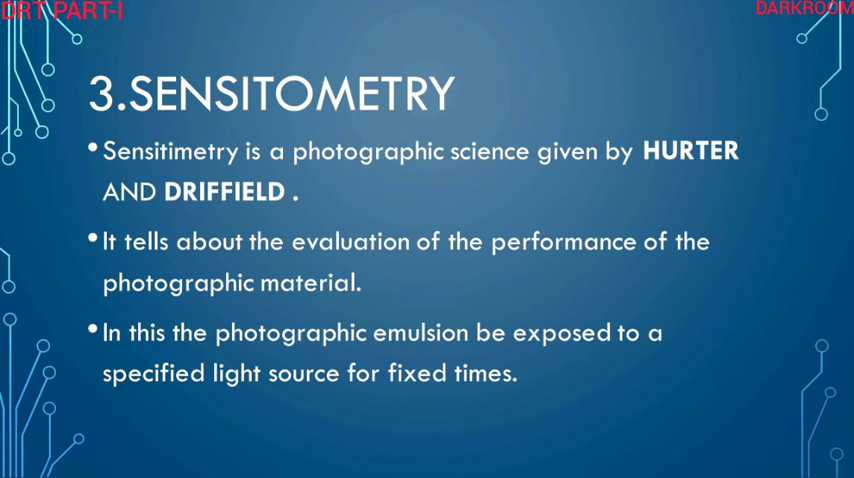 DRT PART-I
DARKROOM
3.SENSITOMETRY
•Sensitimetry is a photographic science given by HURTER
AND DRIFFIELD .
•It tells about the evaluation of the performance of the
photographic material.
•In this the photographic emulsion be exposed to a
specified light source for fixed times.